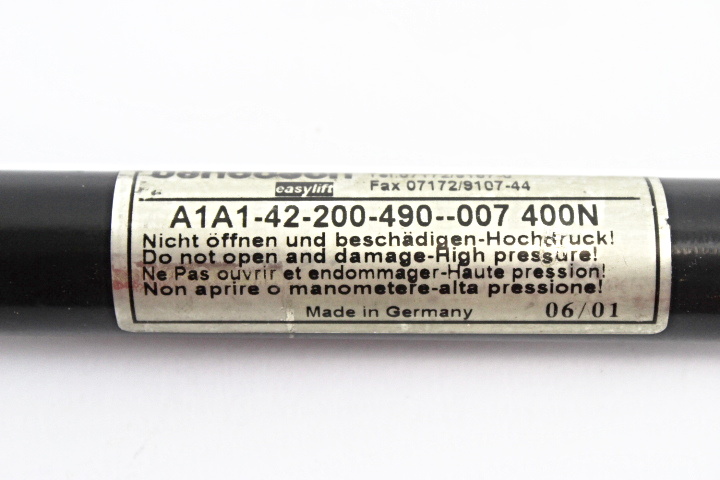 easylift
Fax 07172/9107-44
A1A1-42-200-490--007 400N
Nicht öffnen und beschädigen-Hochdruck!
Do not open and damage-High pressure!
Ne Pas ouvrir et endommager-Haute pression!
Non aprire o manometere-alta pressione!
Made in Germany 06/01